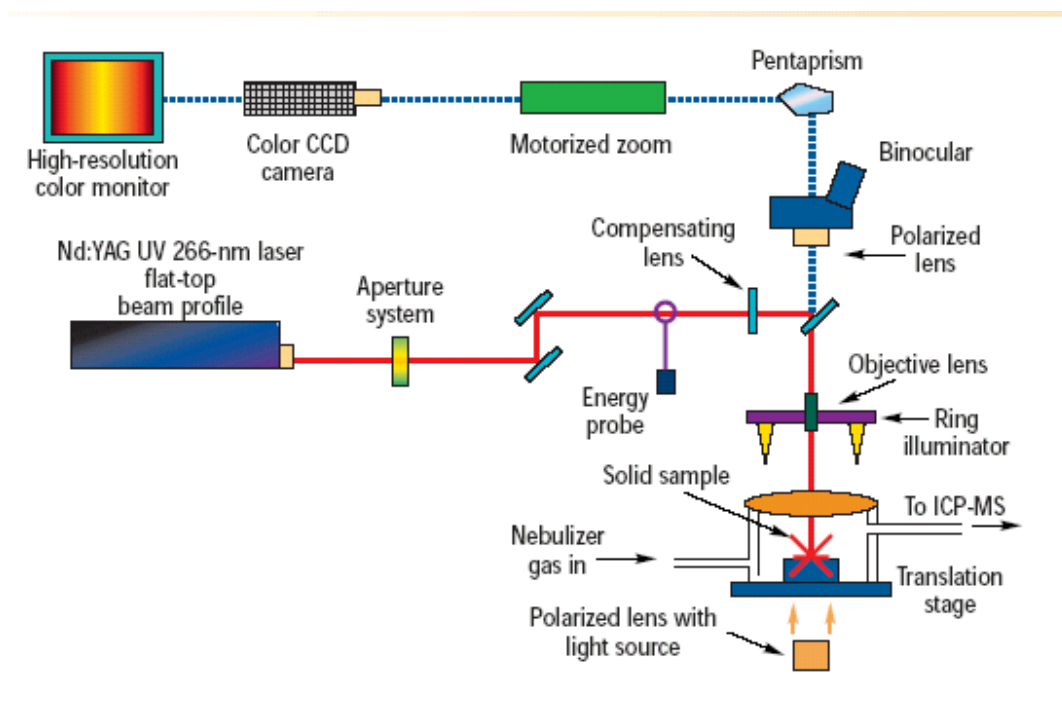 Pentaprism
High-resolution
color monitor
Color CCD
camera
Motorized zoom
Binocular
Polarized
lens
Compensating
lens
Nd:YAG UV 266-nm laser
flat-top
beam profile
Aperture
system
Energy
probe
Objective lens
Ring
illuminator
Solid sample
To ICP-MS
Nebulizer
gas in
Translation
stage
Polarized lens with
light source